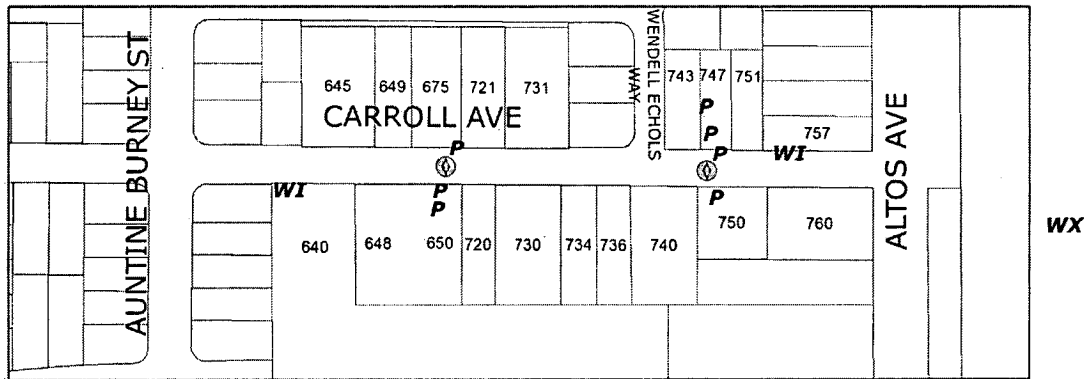 AUNTINE BURNEY ST
645
649
675
721
731
CARROLL AVE
WENDELL ECHOLS
WAY
743
747
751
757
P
P
P
P
WI
WI
P
P
P
640
648
650
720
730
734
736
740
750
760
ALTOS AVE
WX